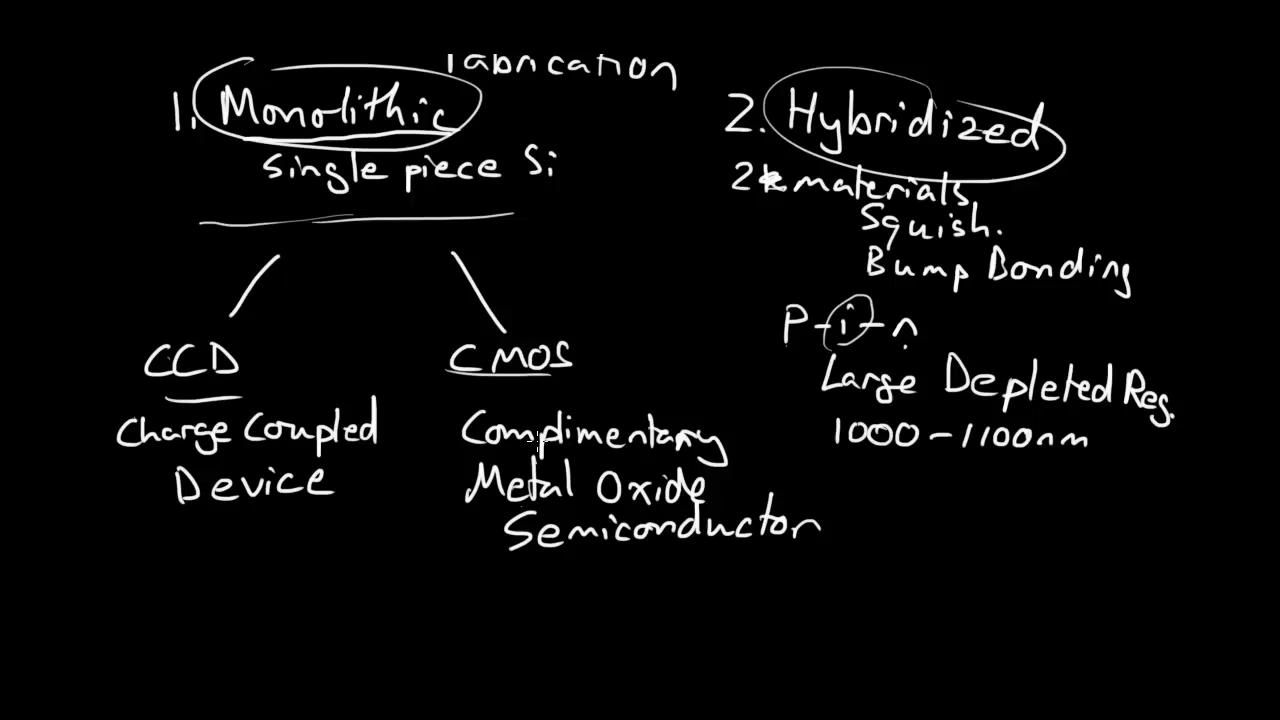 Fabrication
1. Monolithic
Single piece Si
CCD
Charge Coupled
Device
CMOS
Complimentary
Metal Oxide
Semiconductor
2. Hybridized
2 materials
Squish.
Bump Bonding
P-i-n
Large Depleted Reg.
1000-1100nm